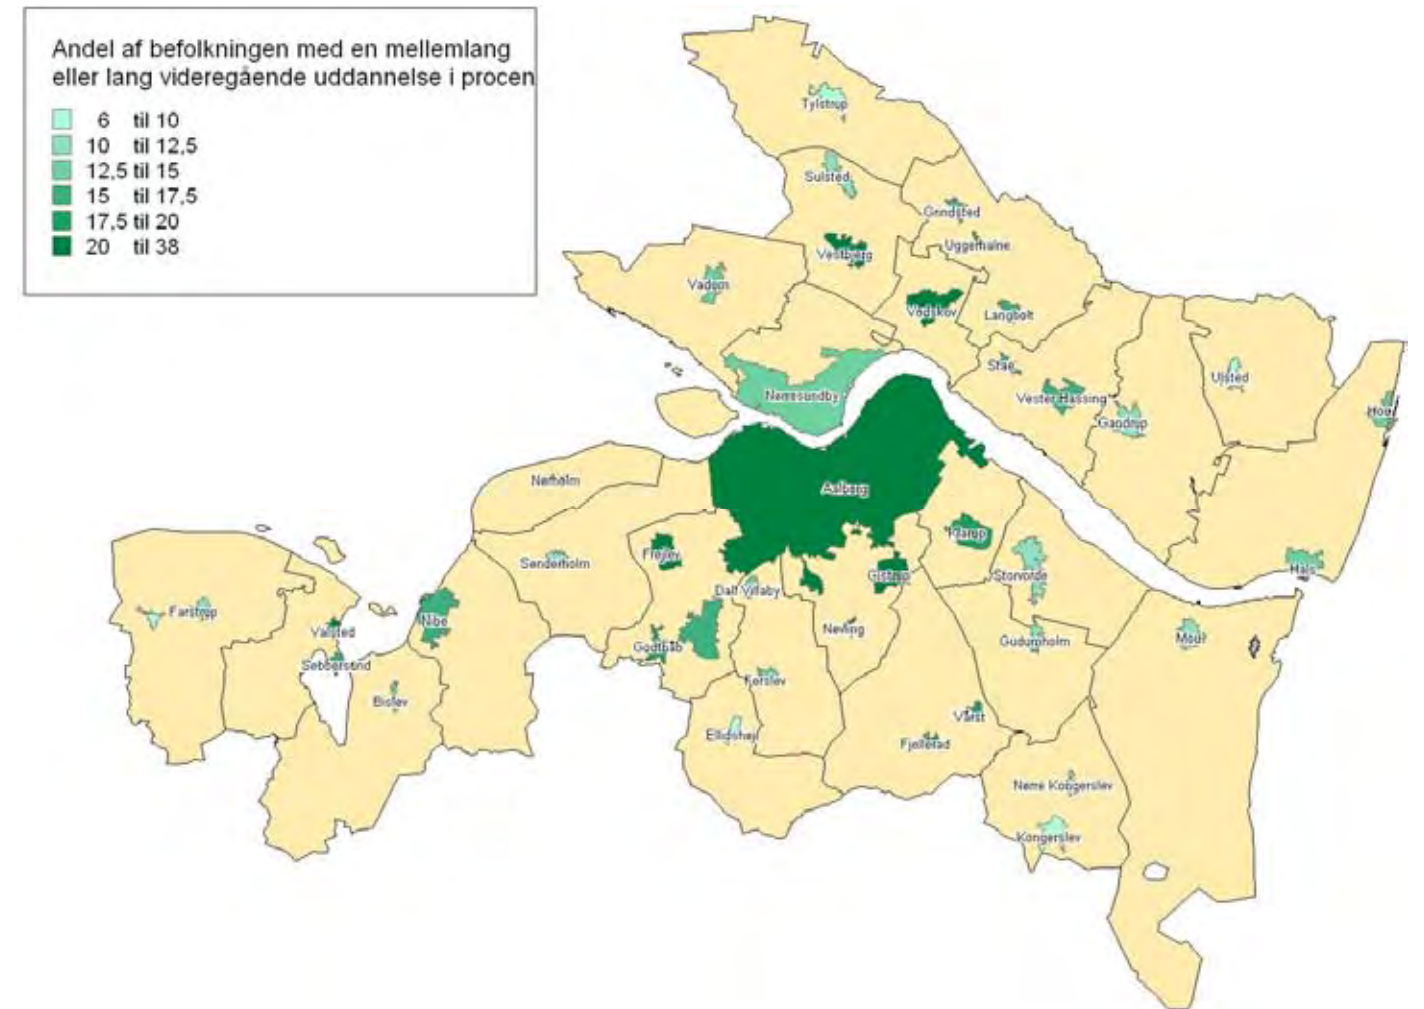 Andel af befolkningen med en mellemlang
eller lang videregående uddannelse i procen
6 til 10
10 til 12,5
12,5 til 15
15 til 17,5
17,5 til 20
20 til 38
Tylstrup
Sulsted
Grindsted
Uggerhalne
Vestbjerg
Vadum
Vodskov
Langholt
Stae
Ulsted
Vester Hassing
Nørresundby
Hou
Gandrup
Nørholm
Aalborg
Klarup
Frejlev
Sønderholm
Hals
Gistrup
Storvorde
Dall Villaby
Farstrup
Nibe
Valsted
Nøvling
Mou
Gudumholm
Godthåb
Sebbersund
Ferslev
Bislev
Vaarst
Ellidshøj
Fjellerad
Nørre Kongerslev
Kongerslev